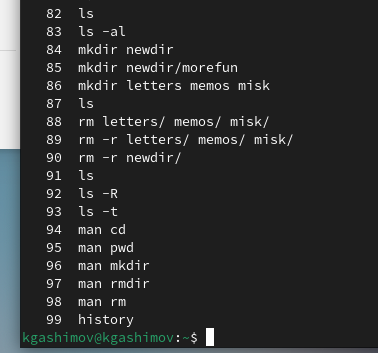 82 ls
83 ls -al
84 mkdir newdir
85 mkdir newdir/morefun
86 mkdir letters memos misk
87 ls
88 rm letters/ memos/ misk/
89 rm -r letters/ memos/ misk/
90 rm -r newdir/
91 ls
92 ls -R
93 ls -t
94 man cd
95 man pwd
96 man mkdir
97 man rmdir
98 man rm
99 history
kgashimov@kgashimov:~$